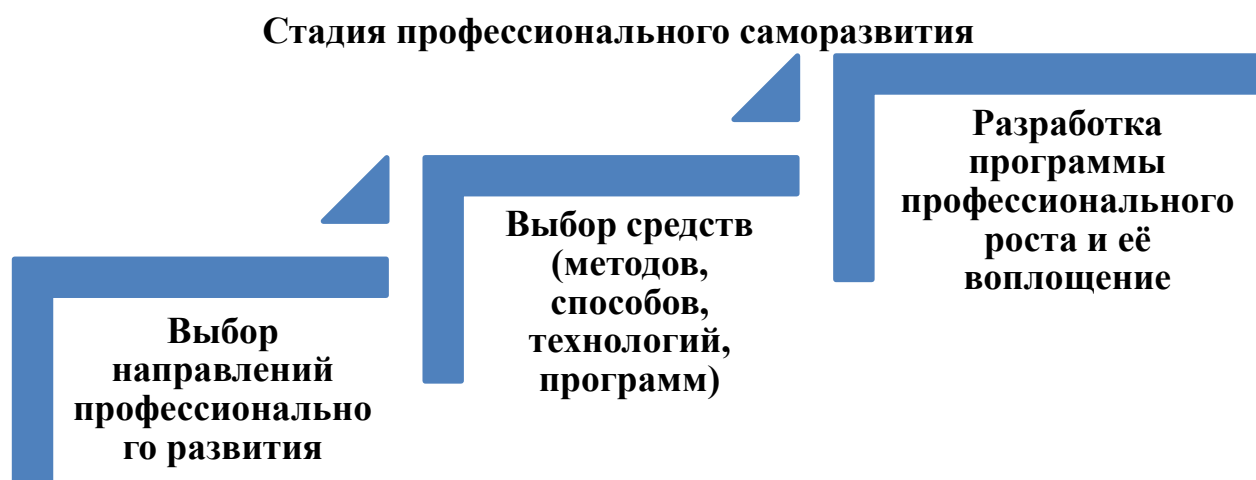 Стадия профессионального саморазвития
Выбор
направлений
профессионально
го развития
Выбор средств
(методов,
способов,
технологий,
программ)
Разработка
программы
профессионального
роста и её
воплощение